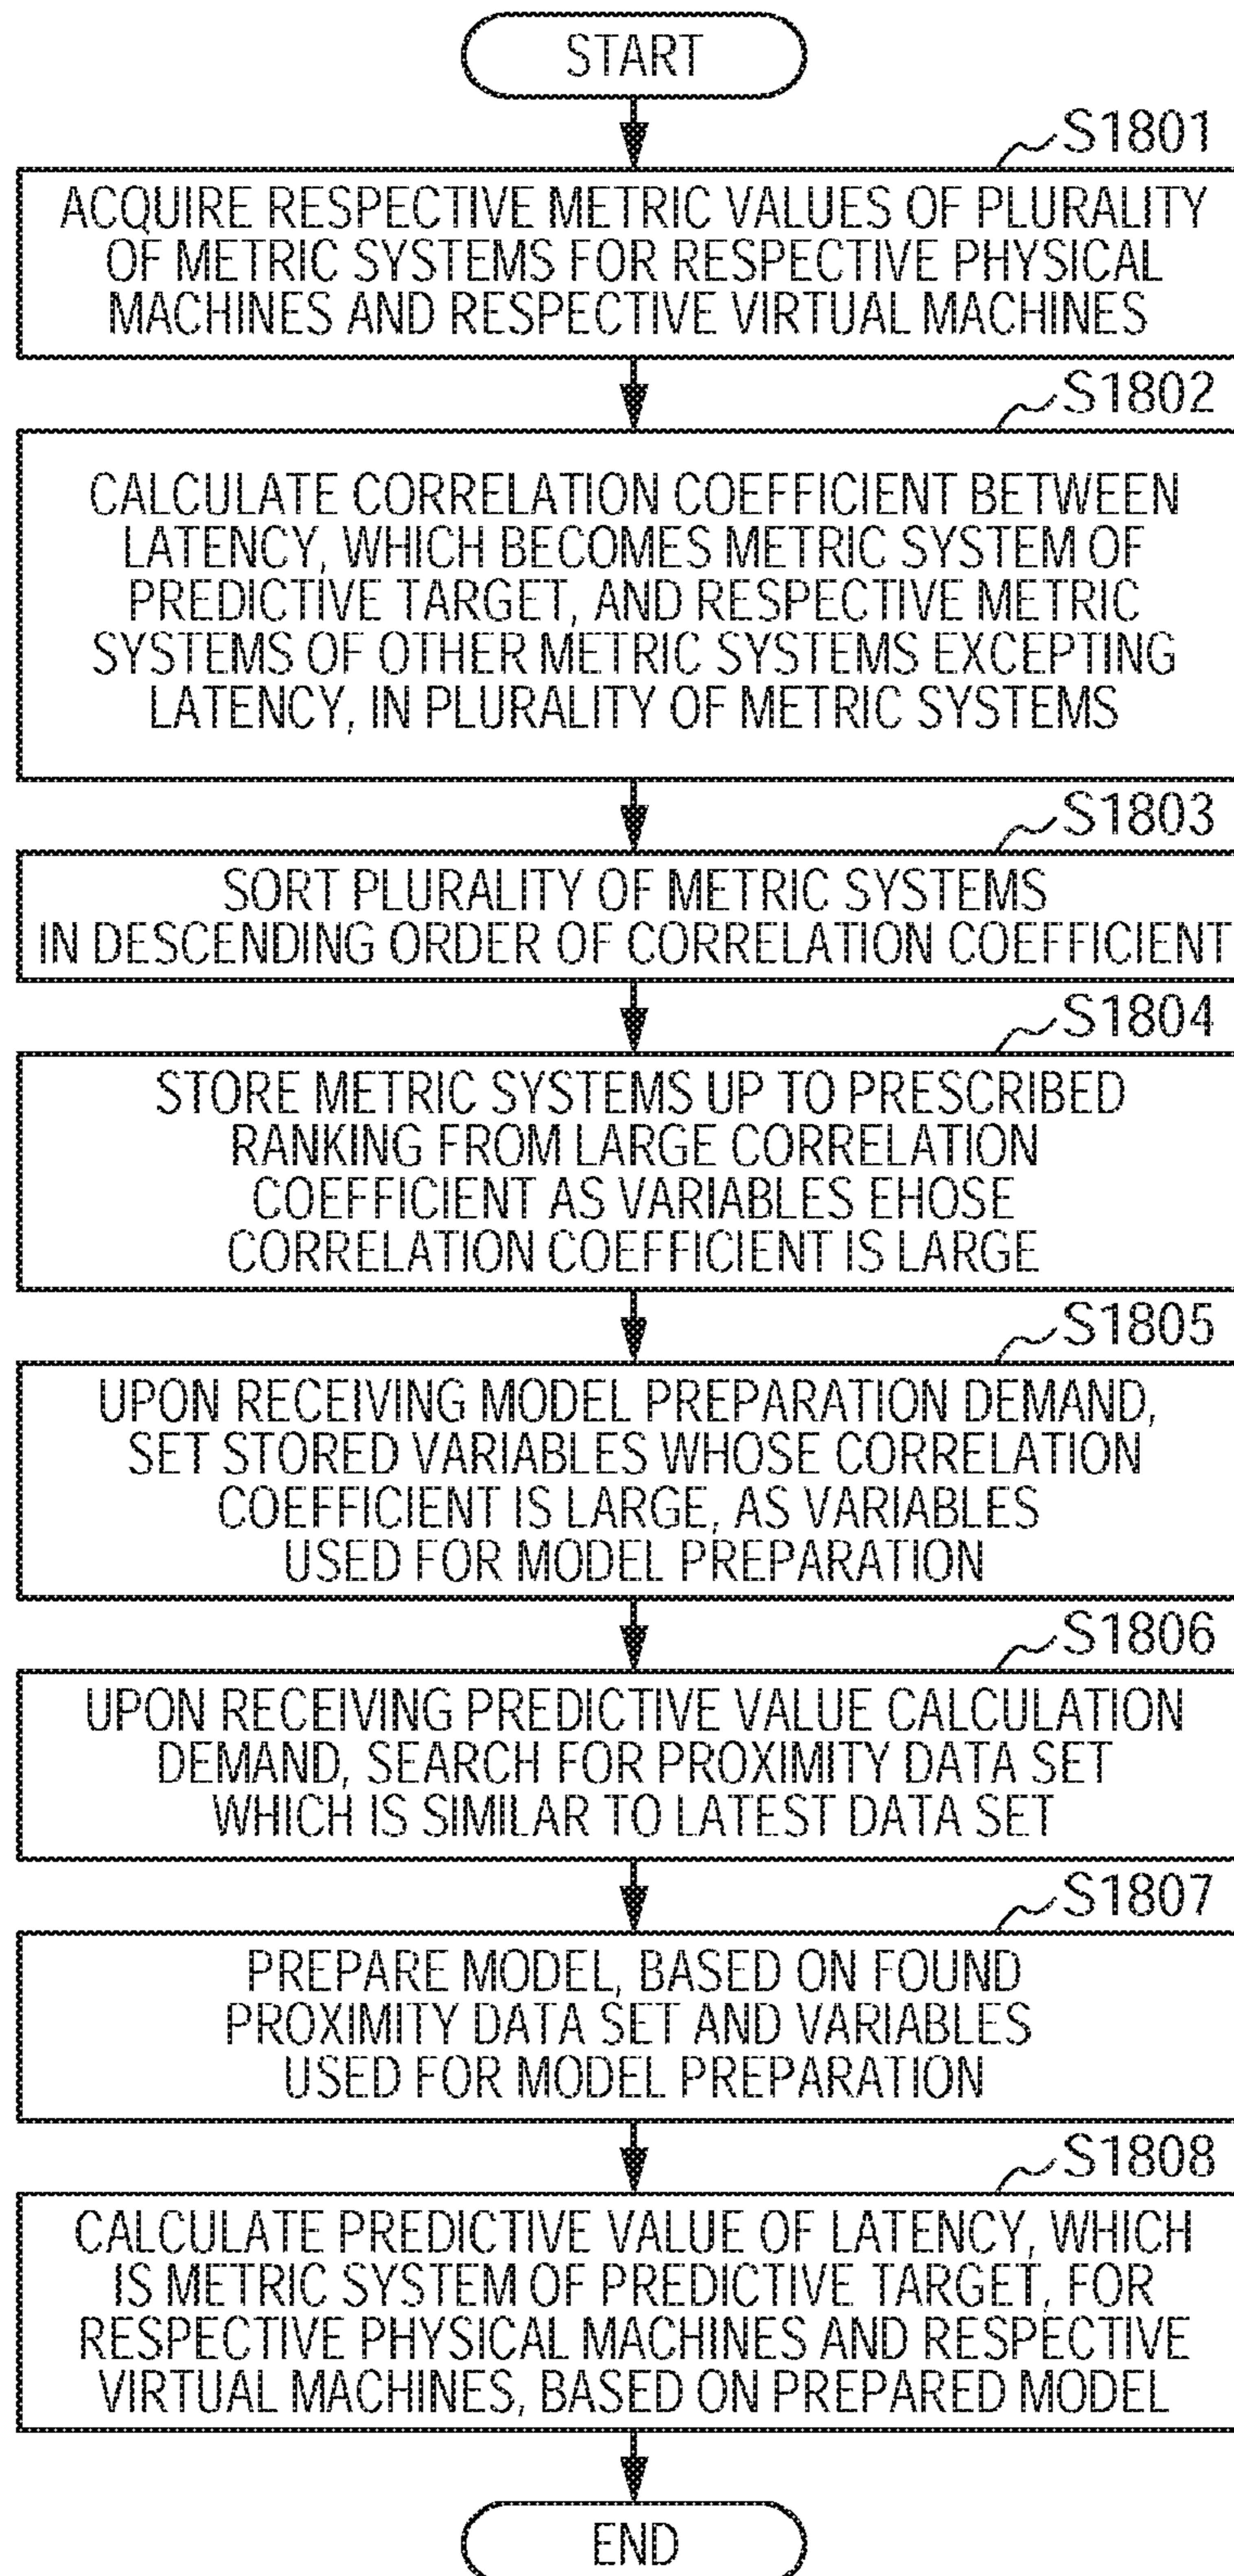 START
S1801
ACQUIRE RESPECTIVE METRIC VALUES OF PLURALITY
OF METRIC SYSTEMS FOR RESPECTIVE PHYSICAL
MACHINES AND RESPECTIVE VIRTUAL MACHINES
S1802
CALCULATE CORRELATION COEFFICIENT BETWEEN
LATENCY, WHICH BECOMES METRIC SYSTEM OF
PREDICTIVE TARGET, AND RESPECTIVE METRIC
SYSTEMS OF OTHER METRIC SYSTEMS EXCEPTING
LATENCY, IN PLURALITY OF METRIC SYSTEMS
S1803
SORT PLURALITY OF METRIC SYSTEMS
IN DESCENDING ORDER OF CORRELATION COEFFICIENT
S1804
STORE METRIC SYSTEMS UP TO PRESCRIBED
RANKING FROM LARGE CORRELATION
COEFFICIENT AS VARIABLES EHOSE
CORRELATION COEFFICIENT IS LARGE
S1805
UPON RECEIVING MODEL PREPARATION DEMAND,
SET STORED VARIABLES WHOSE CORRELATION
COEFFICIENT IS LARGE, AS VARIABLES
USED FOR MODEL PREPARATION
S1806
UPON RECEIVING PREDICTIVE VALUE CALCULATION
DEMAND, SEARCH FOR PROXIMITY DATA SET
WHICH IS SIMILAR TO LATEST DATA SET
S1807
PREPARE MODEL, BASED ON FOUND
PROXIMITY DATA SET AND VARIABLES
USED FOR MODEL PREPARATION
S1808
CALCULATE PREDICTIVE VALUE OF LATENCY, WHICH
IS METRIC SYSTEM OF PREDICTIVE TARGET, FOR
RESPECTIVE PHYSICAL MACHINES AND RESPECTIVE
VIRTUAL MACHINES, BASED ON PREPARED MODEL
END